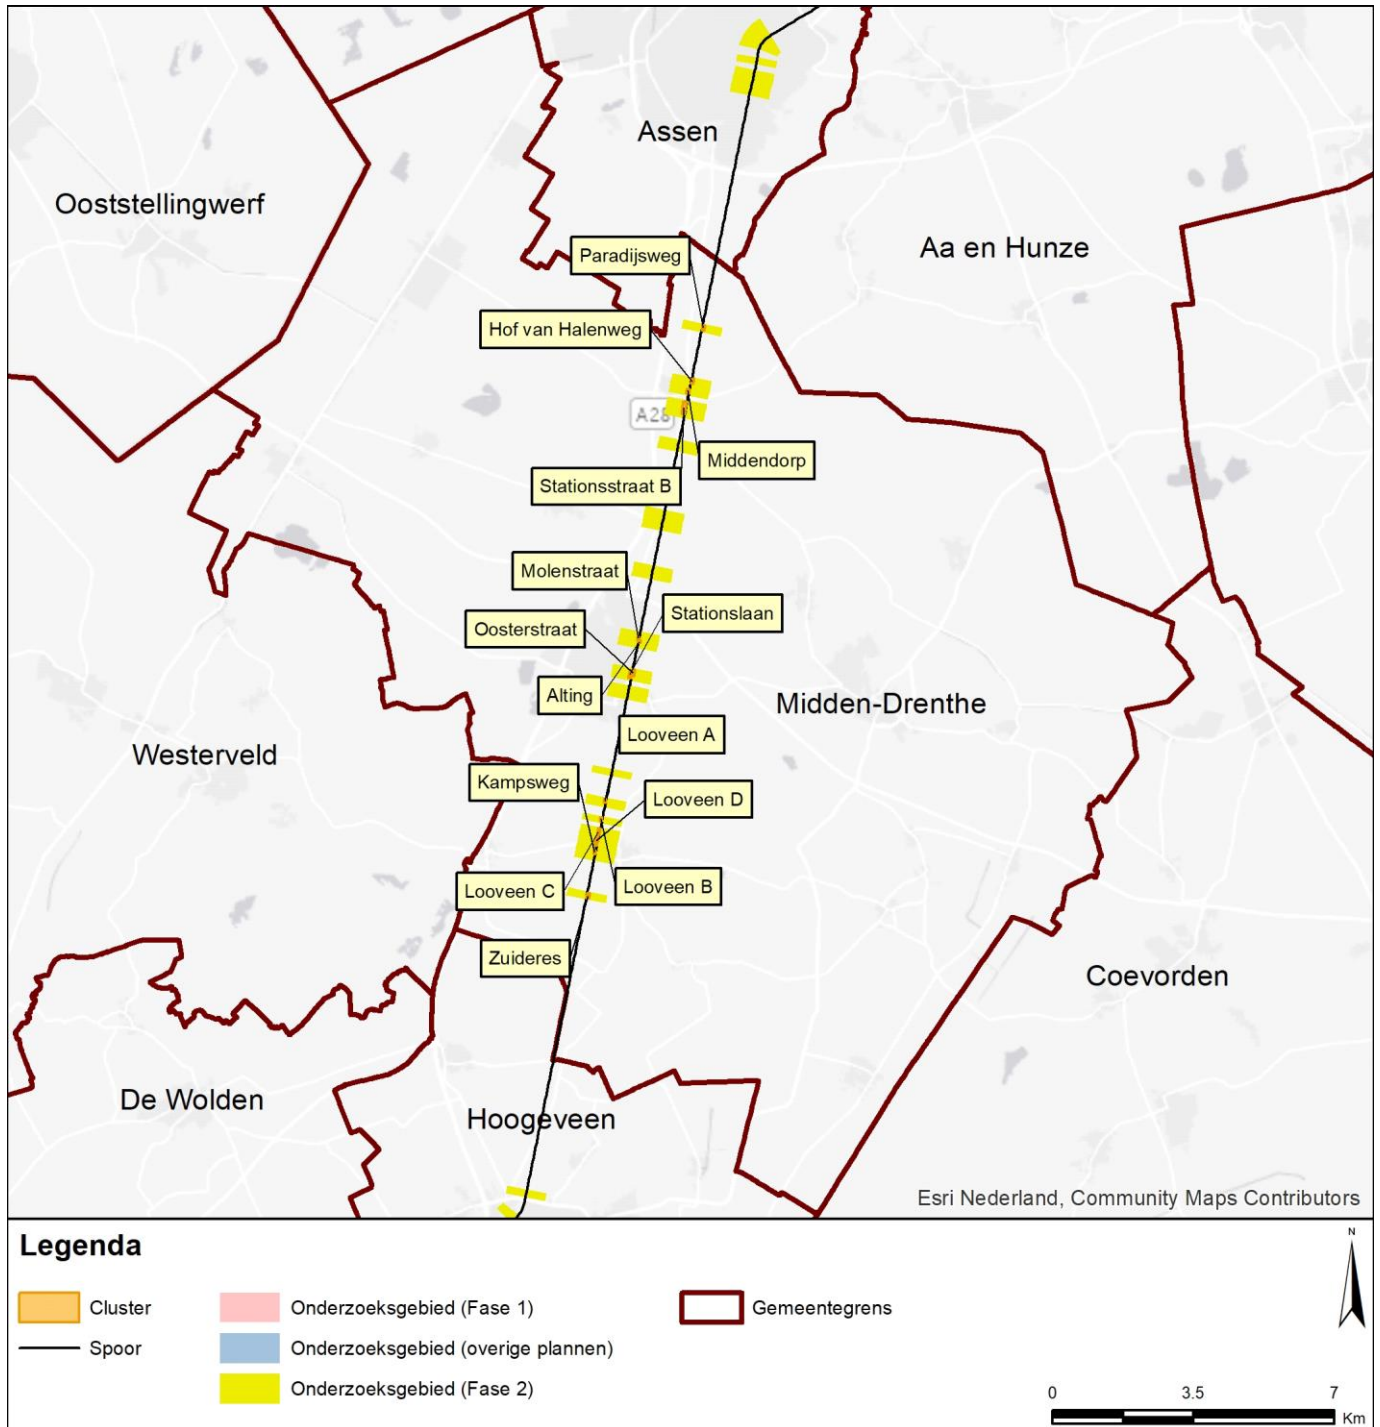 Assen
Ooststellingwerf
Aa en Hunze
Paradijsweg
Hof van Halenweg
A28
Middendorp
Stationsstraat B
Molenstraat
Stationslaan
Oosterstraat
Alting
Midden-Drenthe
Looveen A
Westerveld
Kampsweg
Looveen D
Looveen C
Looveen B
Zuideres
Coevorden
De Wolden
Hoogeveen
Esri Nederland, Community Maps Contributors
Legenda
N
Cluster
Onderzoeksgebied (Fase 1)
Gemeentegrens
Spoor
Onderzoeksgebied (overige plannen)
Onderzoeksgebied (Fase 2)
0 3.5 7
Km